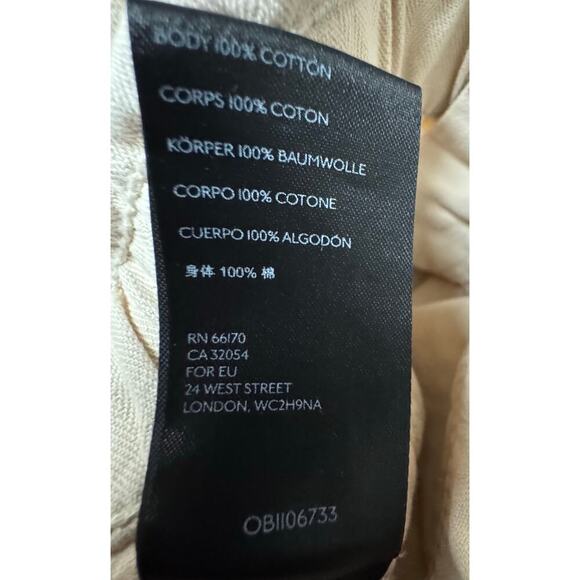 BODY 100% COTTON
CORPS 100% COTON
KÖRPER 100% BAUMWOLLE
CORPO 100% COTONE
CUERPO 100% ALGODÓN
身体 100% 棉
RN 66170
CA 32054
FOR EU
24 WEST STREET
LONDON, WC2H9NA
OB1106733